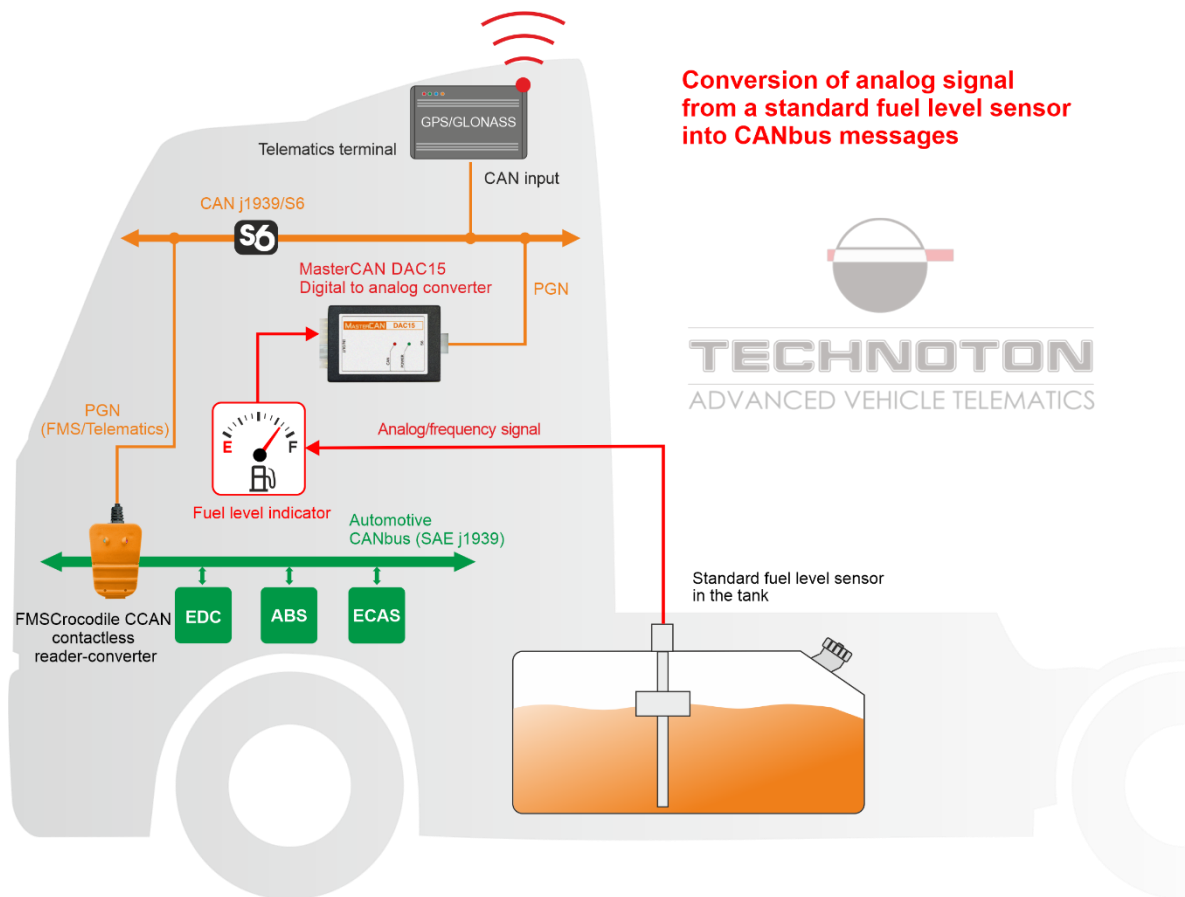 Conversion of analog signal
from a standard fuel level sensor
into CANbus messages
GPS/GLONASS
Telematics terminal
CAN input
CAN j1939/S6
S6
MasterCAN DAC15
Digital to analog converter
PGN
MASTERCAN DAC15
CAN
POWER
TECHNOTON
ADVANCED VEHICLE TELEMATICS
PGN
(FMS/Telematics)
E
F
Analog/frequency signal
Fuel level indicator
Automotive
CANbus (SAE j1939)
EDC
ABS
ECAS
FMSCrocodile CCAN
contactless
reader-converter
Standard fuel level sensor
in the tank